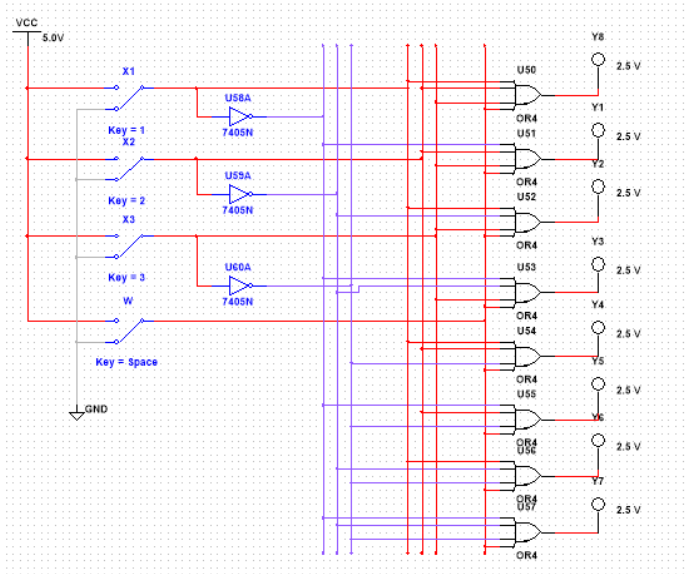 VCC
5.0V
X1
Key = 1
X2
Key = 2
X3
Key = 3
W
Key = Space
GND
U58A
7405N
U59A
7405N
U60A
7405N
U50
OR4
U51
OR4
U52
OR4
U53
OR4
U54
OR4
U55
OR4
U56
OR4
U57
OR4
Y8
2.5 V
Y1
2.5 V
Y2
2.5 V
Y3
2.5 V
Y4
2.5 V
Y5
2.5 V
Y6
2.5 V
Y7
2.5 V